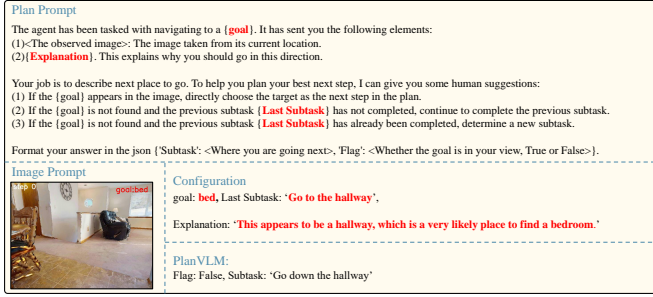 Plan Prompt
The agent has been tasked with navigating to a {goal}. It has sent you the following elements:
(1)<The observed image>: The image taken from its current location.
(2){Explanation}. This explains why you should go in this direction.
Your job is to describe next place to go. To help you plan your best next step, I can give you some human suggestions:
(1) If the {goal} appears in the image, directly choose the target as the next step in the plan.
(2) If the {goal} is not found and the previous subtask {Last Subtask} has not completed, continue to complete the previous subtask.
(3) If the {goal} is not found and the previous subtask {Last Subtask} has already been completed, determine a new subtask.
Format your answer in the json {'Subtask': <Where you are going next>, 'Flag': <Whether the goal is in your view, True or False>}.
Image Prompt
Step 0
goal:bed
Configuration
goal: bed, Last Subtask: ‘Go to the hallway’,
Explanation: ‘This appears to be a hallway, which is a very likely place to find a bedroom.’
PlanVLM:
Flag: False, Subtask: ‘Go down the hallway’